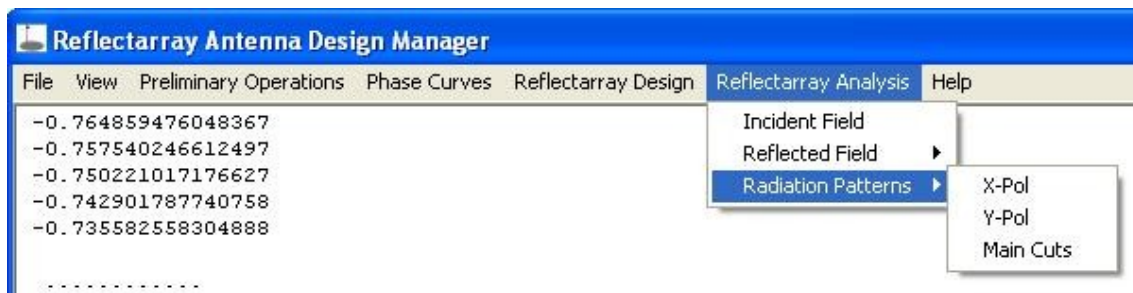 Reflectarray Antenna Design Manager
File View Preliminary Operations Phase Curves Reflectarray Design Reflectarray Analysis Help
-0.764859476048367
-0.757540246612497
-0.750221017176627
-0.742901787740758
-0.735582558304888
............
Incident Field
Reflected Field
Radiation Patterns
X-Pol
Y-Pol
Main Cuts